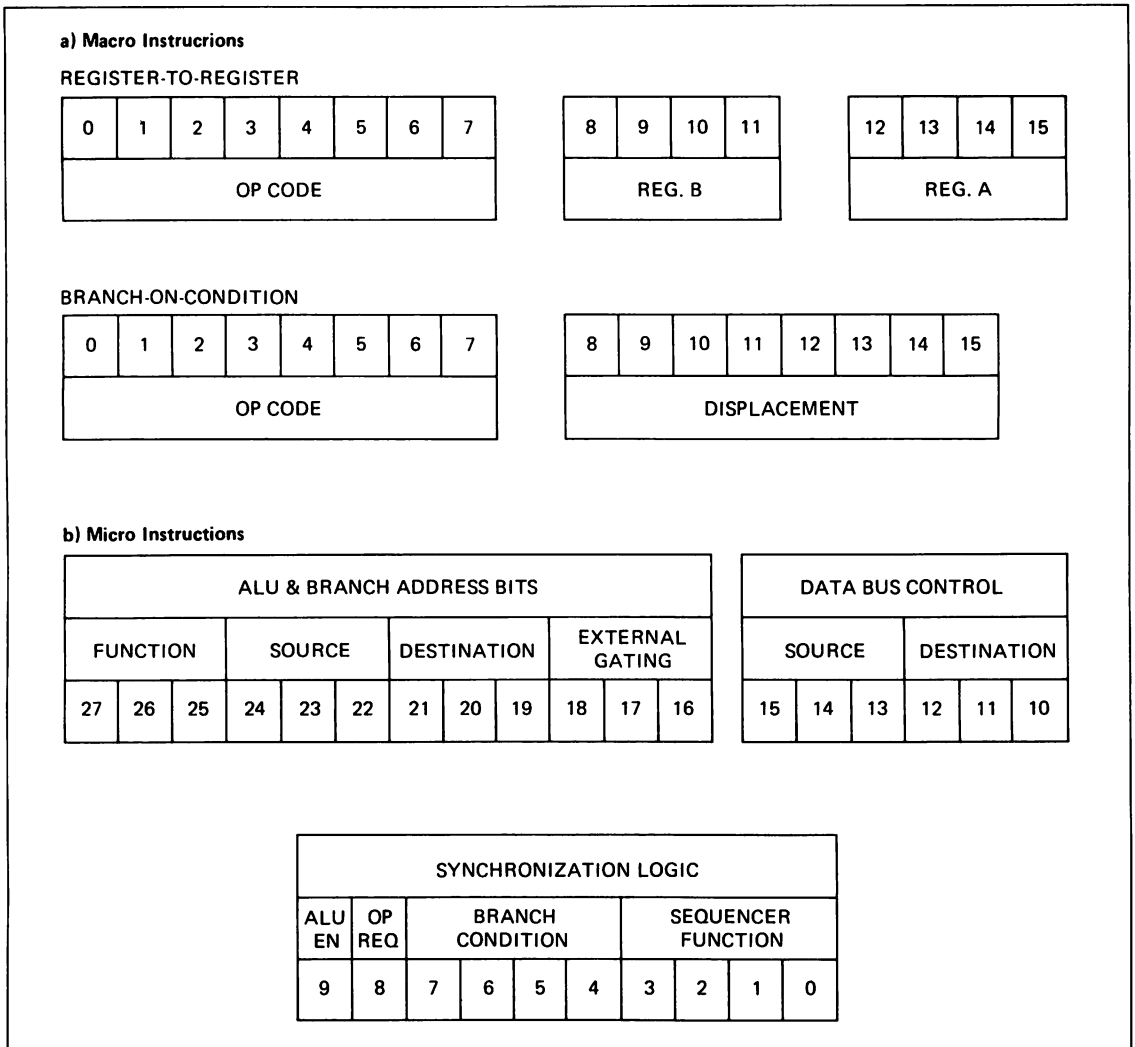 a) Macro Instrucrions
REGISTER-TO-REGISTER
0 1 2 3 4 5 6 7 8 9 10 11 12 13 14 15
OP CODE REG. B REG. A
BRANCH-ON-CONDITION
0 1 2 3 4 5 6 7 8 9 10 11 12 13 14 15
OP CODE DISPLACEMENT
b) Micro Instructions
ALU & BRANCH ADDRESS BITS DATA BUS CONTROL
FUNCTION SOURCE DESTINATION EXTERNAL GATING SOURCE DESTINATION
27 26 25 24 23 22 21 20 19 18 17 16 15 14 13 12 11 10
SYNCHRONIZATION LOGIC
ALU EN OP REQ BRANCH CONDITION SEQUENCER FUNCTION
9 8 7 6 5 4 3 2 1 0